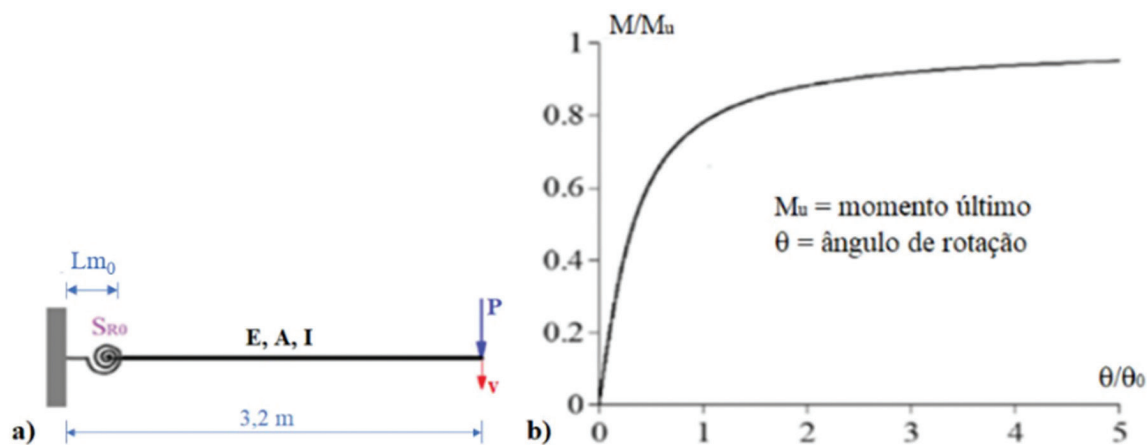 Lm₀
S_R0
E, A, I
P
v
3,2 m
a)
M/Mᵤ
1
0.8
0.6
0.4
0.2
0
Mᵤ = momento último
θ = ângulo de rotação
θ/θ₀
0 1 2 3 4 5
b)